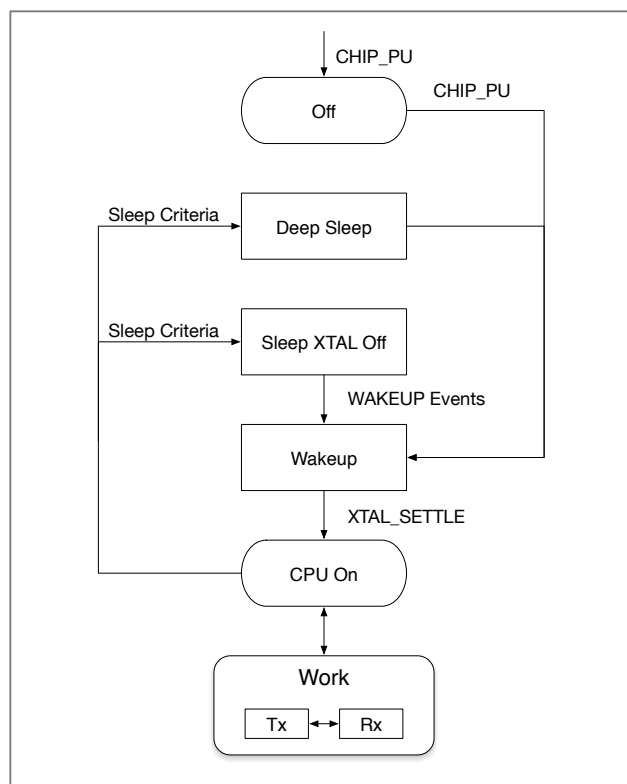 CHIP_PU
CHIP_PU
Off
Sleep Criteria
Deep Sleep
Sleep Criteria
Sleep XTAL Off
WAKEUP Events
Wakeup
XTAL_SETTLE
CPU On
Work
Tx
Rx